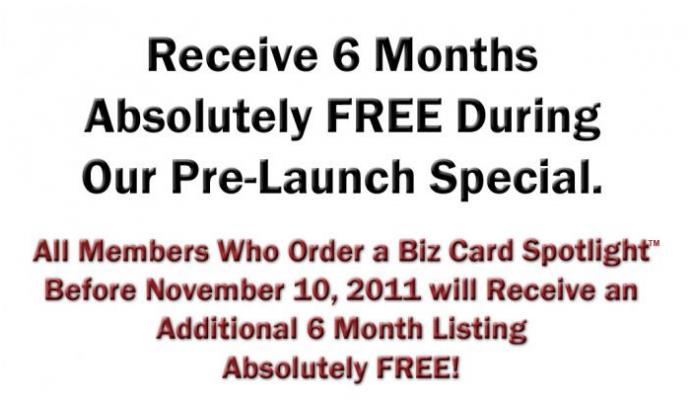 Receive 6 Months
Absolutely FREE During
Our Pre-Launch Special.
All Members Who Order a Biz Card Spotlight™
Before November 10, 2011 will Receive an
Additional 6 Month Listing
Absolutely FREE!